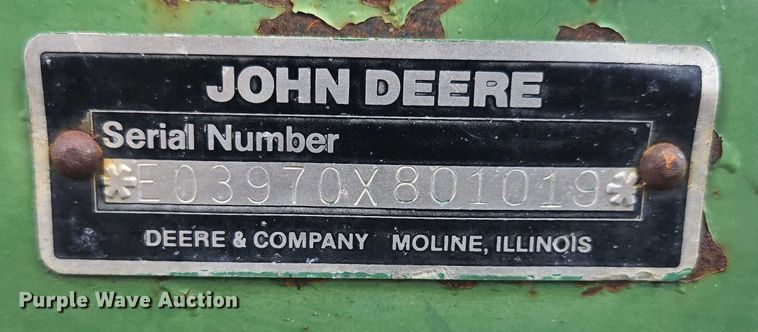 JOHN DEERE
Serial Number
*E03970X801019*
DEERE & COMPANY MOLINE, ILLINOIS
Purple Wave Auction